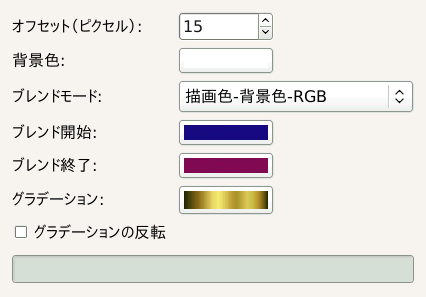 オフセット(ピクセル): 15
背景色:
ブレンドモード: 描画色-背景色-RGB
ブレンド開始:
ブレンド終了:
グラデーション:
グラデーションの反転